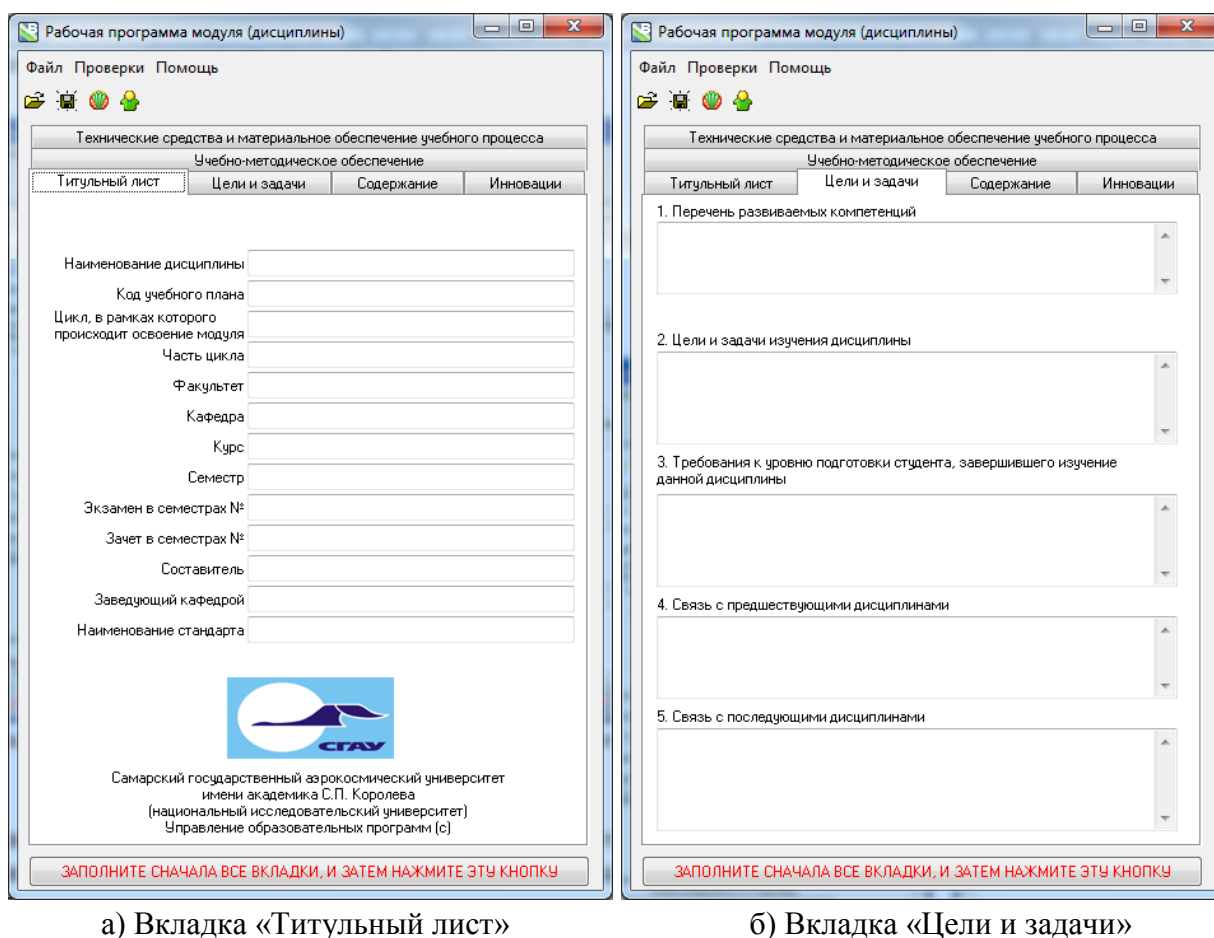 Рабочая программа модуля (дисциплины)
Файл Проверки Помощь
Технические средства и материальное обеспечение учебного процесса
Учебно-методическое обеспечение
Титульный лист Цели и задачи Содержание Инновации
Наименование дисциплины
Код учебного плана
Цикл, в рамках которого
происходит освоение модуля
Часть цикла
Факультет
Кафедра
Курс
Семестр
Экзамен в семестрах №
Зачет в семестрах №
Составитель
Заведующий кафедрой
Наименование стандарта
СГАУ
Самарский государственный аэрокосмический университет
имени академика С.П. Королева
(национальный исследовательский университет)
Управление образовательных программ (с)
ЗАПОЛНИТЕ СНАЧАЛА ВСЕ ВКЛАДКИ, И ЗАТЕМ НАЖМИТЕ ЭТУ КНОПКУ
а) Вкладка «Титульный лист»
Рабочая программа модуля (дисциплины)
Файл Проверки Помощь
Технические средства и материальное обеспечение учебного процесса
Учебно-методическое обеспечение
Титульный лист Цели и задачи Содержание Инновации
1. Перечень развиваемых компетенций
2. Цели и задачи изучения дисциплины
3. Требования к уровню подготовки студента, завершившего изучение
данной дисциплины
4. Связь с предшествующими дисциплинами
5. Связь с последующими дисциплинами
ЗАПОЛНИТЕ СНАЧАЛА ВСЕ ВКЛАДКИ, И ЗАТЕМ НАЖМИТЕ ЭТУ КНОПКУ
б) Вкладка «Цели и задачи»